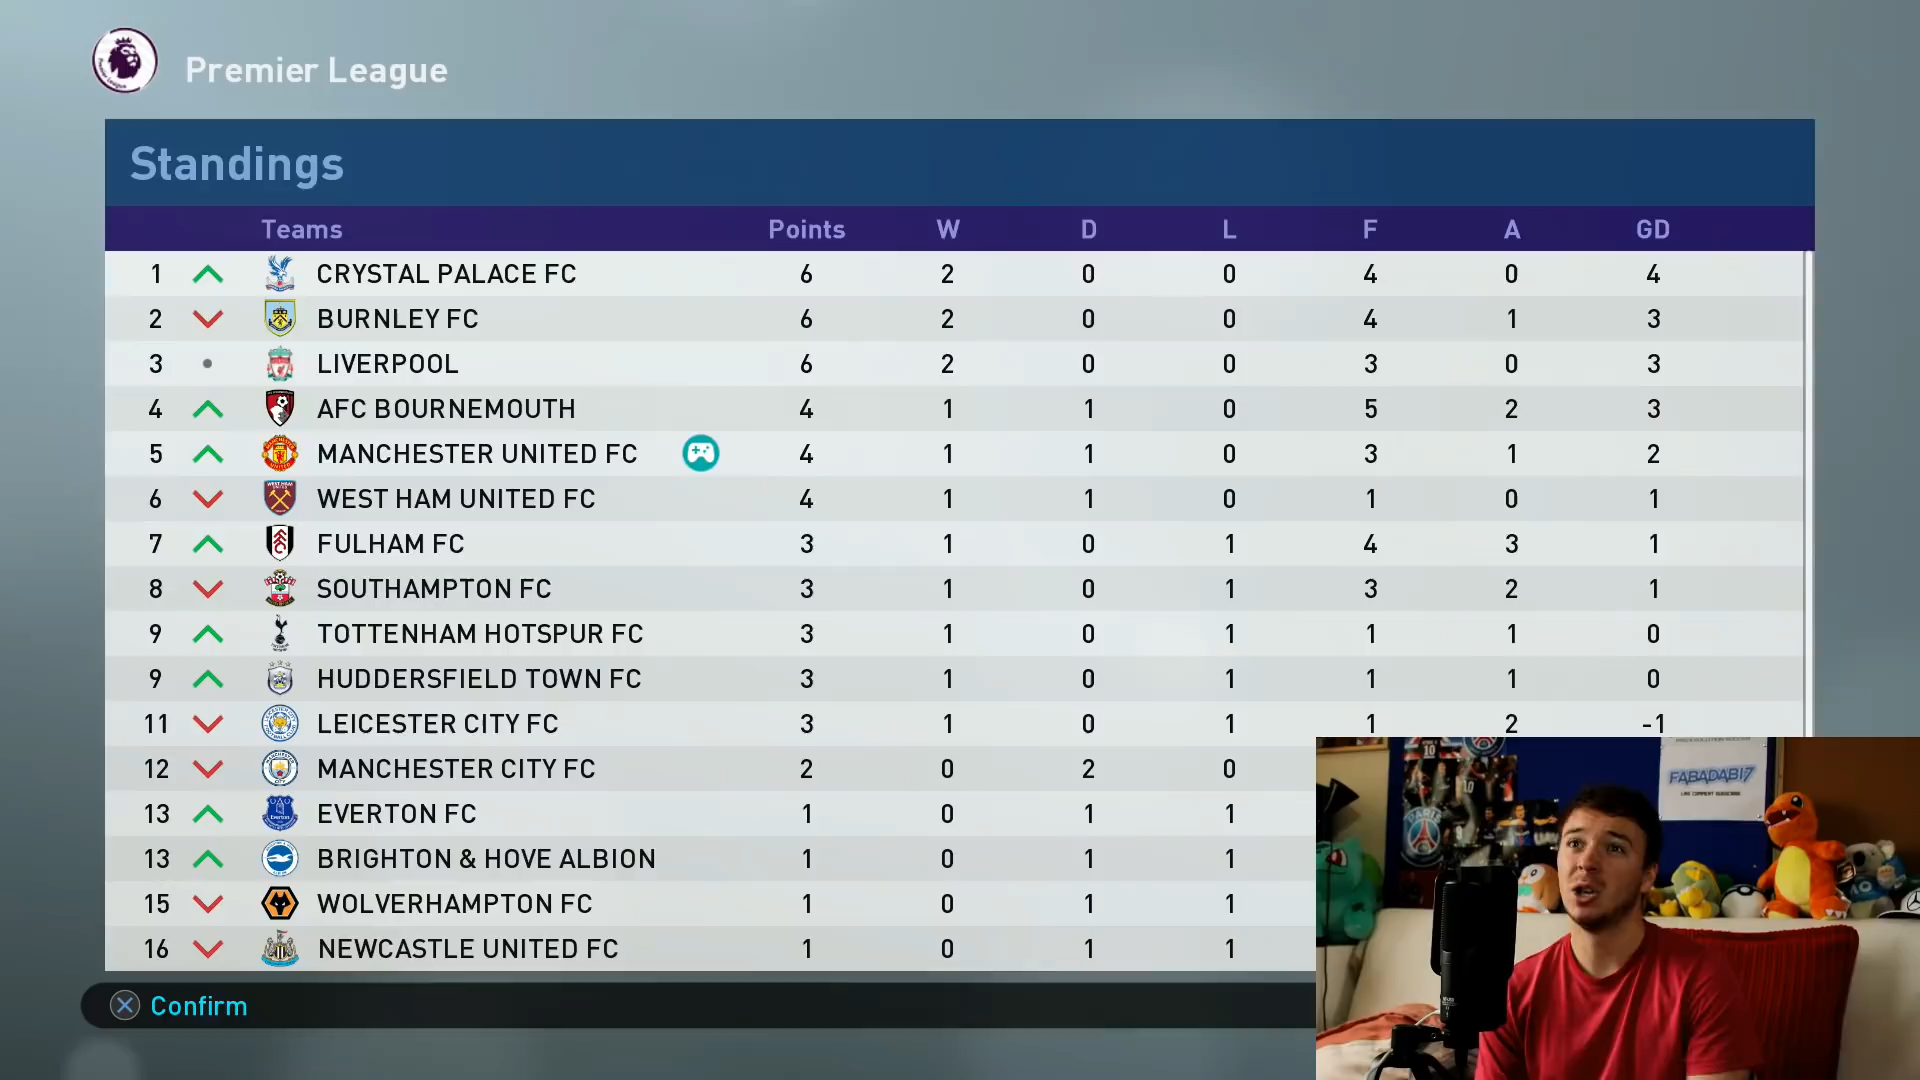 Premier League
Standings
Teams Points W D L F A GD
1 CRYSTAL PALACE FC 6 2 0 0 4 0 4
2 BURNLEY FC 6 2 0 0 4 1 3
3 LIVERPOOL 6 2 0 0 3 0 3
4 AFC BOURNEMOUTH 4 1 1 0 5 2 3
5 MANCHESTER UNITED FC 4 1 1 0 3 1 2
6 WEST HAM UNITED FC 4 1 1 0 1 0 1
7 FULHAM FC 3 1 0 1 4 3 1
8 SOUTHAMPTON FC 3 1 0 1 3 2 1
9 TOTTENHAM HOTSPUR FC 3 1 0 1 1 1 0
9 HUDDERSFIELD TOWN FC 3 1 0 1 1 1 0
11 LEICESTER CITY FC 3 1 0 1 1 2 -1
12 MANCHESTER CITY FC 2 0 2 0
13 EVERTON FC 1 0 1 1
13 BRIGHTON & HOVE ALBION 1 0 1 1
15 WOLVERHAMPTON FC 1 0 1 1
16 NEWCASTLE UNITED FC 1 0 1 1
Confirm
FABADAB17
LIKE COMMENT SUBSCRIBE
PARIS
10